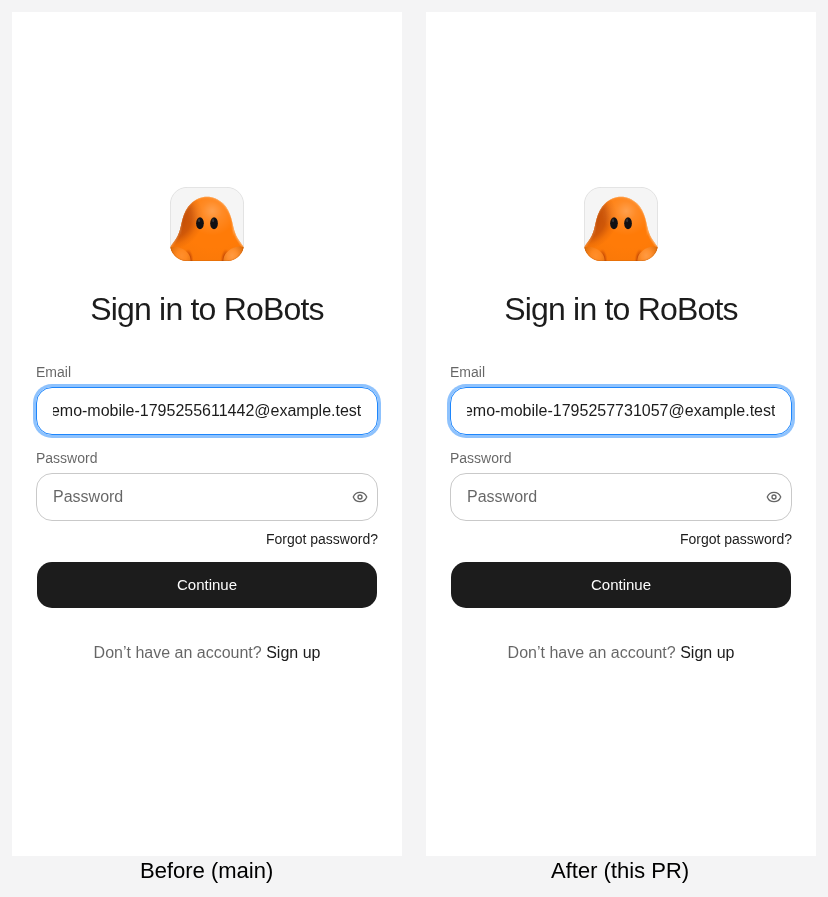 Sign in to RoBots
Email
emo-mobile-1795255611442@example.test
Password
Password
Forgot password?
Continue
Don’t have an account? Sign up
Before (main)
Sign in to RoBots
Email
emo-mobile-1795257731057@example.test
Password
Password
Forgot password?
Continue
Don’t have an account? Sign up
After (this PR)